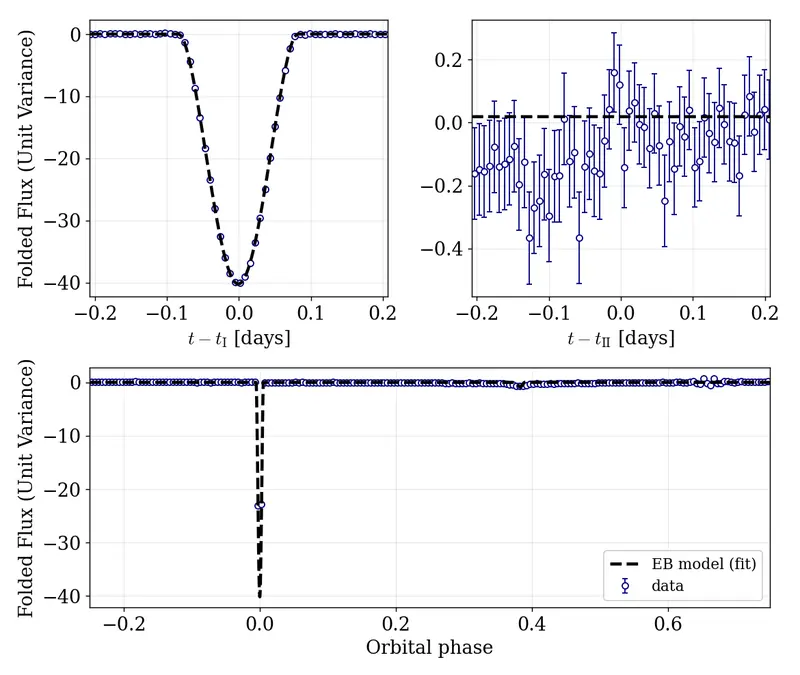 Folded Flux (Unit Variance)
0
−10
−20
−30
−40
−0.2 −0.1 0.0 0.1 0.2
t − t_I [days]
0.2
0.0
−0.2
−0.4
−0.2 −0.1 0.0 0.1 0.2
t − t_II [days]
Folded Flux (Unit Variance)
0
−10
−20
−30
−40
EB model (fit)
data
−0.2 0.0 0.2 0.4 0.6
Orbital phase